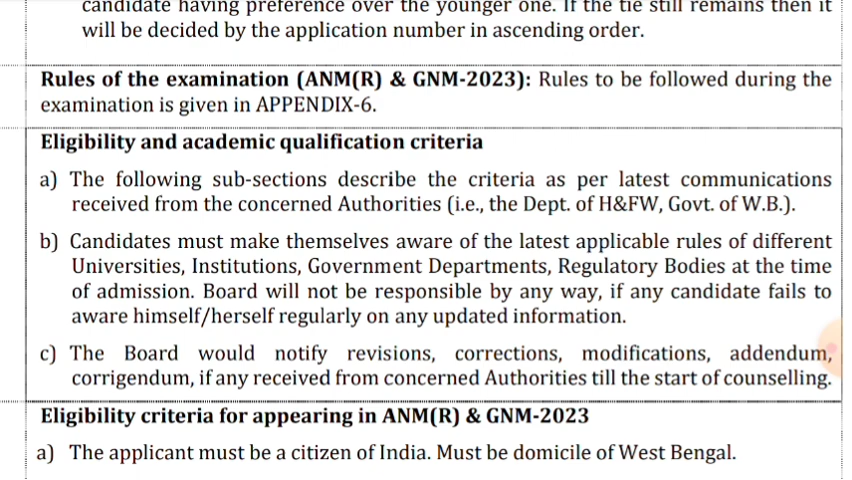 candidate having preference over the younger one. If the tie still remains then it
will be decided by the application number in ascending order.
Rules of the examination (ANM(R) & GNM-2023): Rules to be followed during the
examination is given in APPENDIX-6.
Eligibility and academic qualification criteria
a) The following sub-sections describe the criteria as per latest communications
received from the concerned Authorities (i.e., the Dept. of H&FW, Govt. of W.B.).
b) Candidates must make themselves aware of the latest applicable rules of different
Universities, Institutions, Government Departments, Regulatory Bodies at the time
of admission. Board will not be responsible by any way, if any candidate fails to
aware himself/herself regularly on any updated information.
c) The Board would notify revisions, corrections, modifications, addendum,
corrigendum, if any received from concerned Authorities till the start of counselling.
Eligibility criteria for appearing in ANM(R) & GNM-2023
a) The applicant must be a citizen of India. Must be domicile of West Bengal.